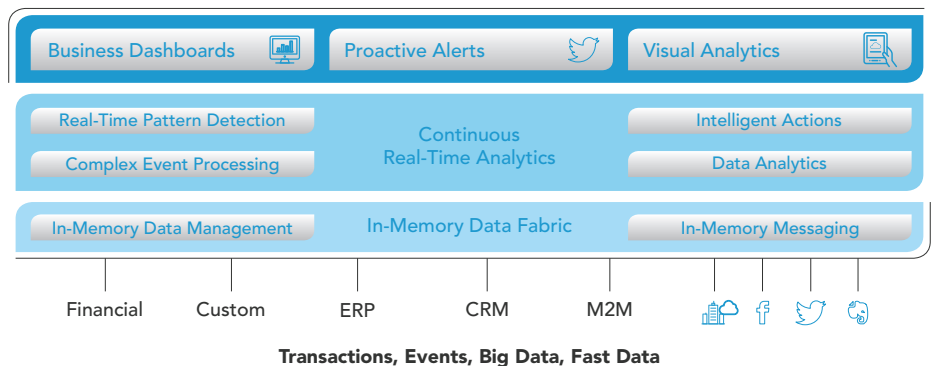 Business Dashboards
Proactive Alerts
Visual Analytics
Real-Time Pattern Detection
Complex Event Processing
Continuous
Real-Time Analytics
Intelligent Actions
Data Analytics
In-Memory Data Management
In-Memory Data Fabric
In-Memory Messaging
Financial
Custom
ERP
CRM
M2M
Transactions, Events, Big Data, Fast Data